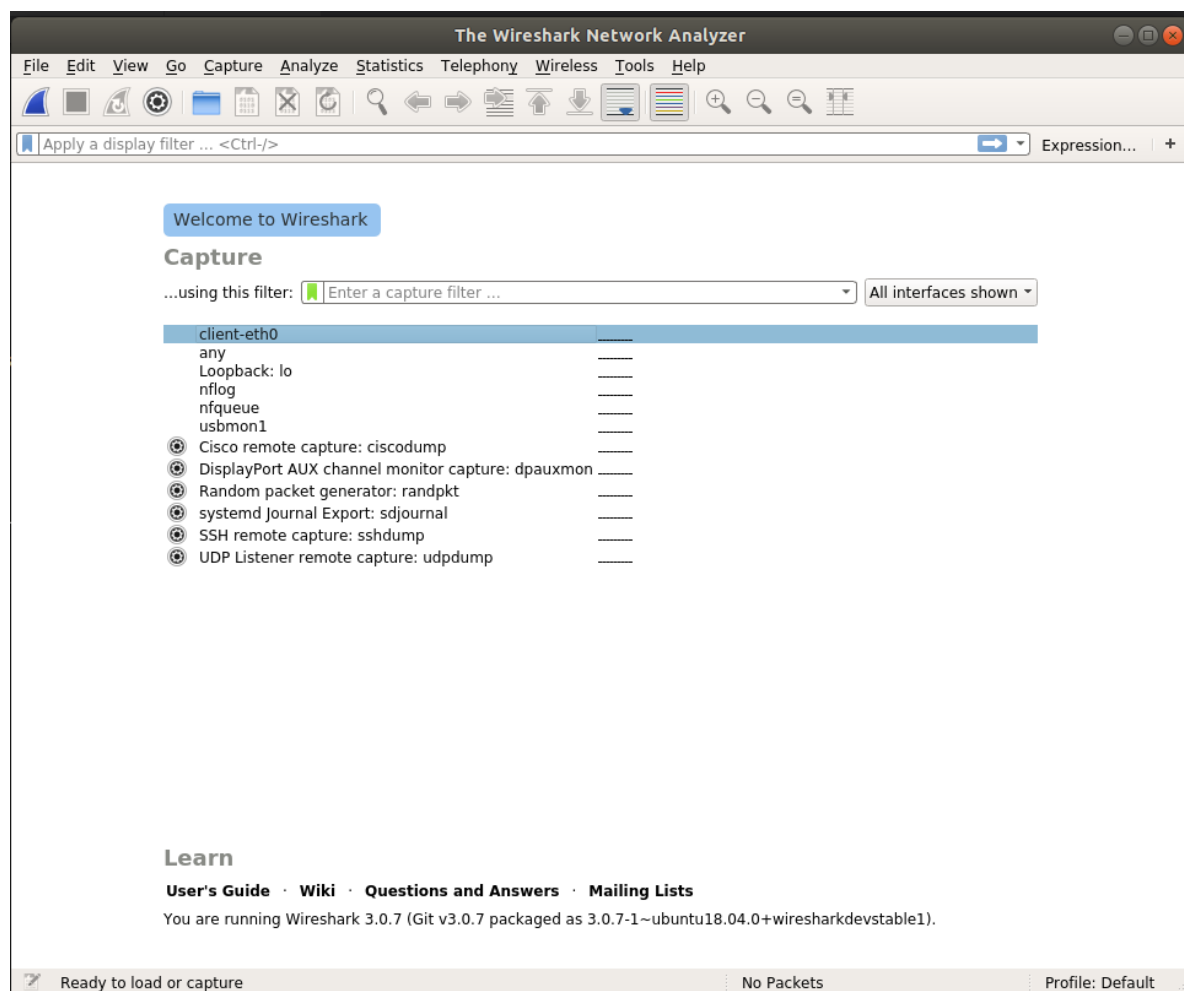 The Wireshark Network Analyzer
File Edit View Go Capture Analyze Statistics Telephony Wireless Tools Help
Apply a display filter ... <Ctrl-/> Expression... +
Welcome to Wireshark
Capture
...using this filter: Enter a capture filter ... All interfaces shown
client-eth0
any
Loopback: lo
nflog
nfqueue
usbmon1
Cisco remote capture: ciscodump
DisplayPort AUX channel monitor capture: dpauxmon
Random packet generator: randpkt
systemd Journal Export: sdjournal
SSH remote capture: sshdump
UDP Listener remote capture: udpdump
Learn
User's Guide · Wiki · Questions and Answers · Mailing Lists
You are running Wireshark 3.0.7 (Git v3.0.7 packaged as 3.0.7-1~ubuntu18.04.0+wiresharkdevstable1).
Ready to load or capture No Packets Profile: Default